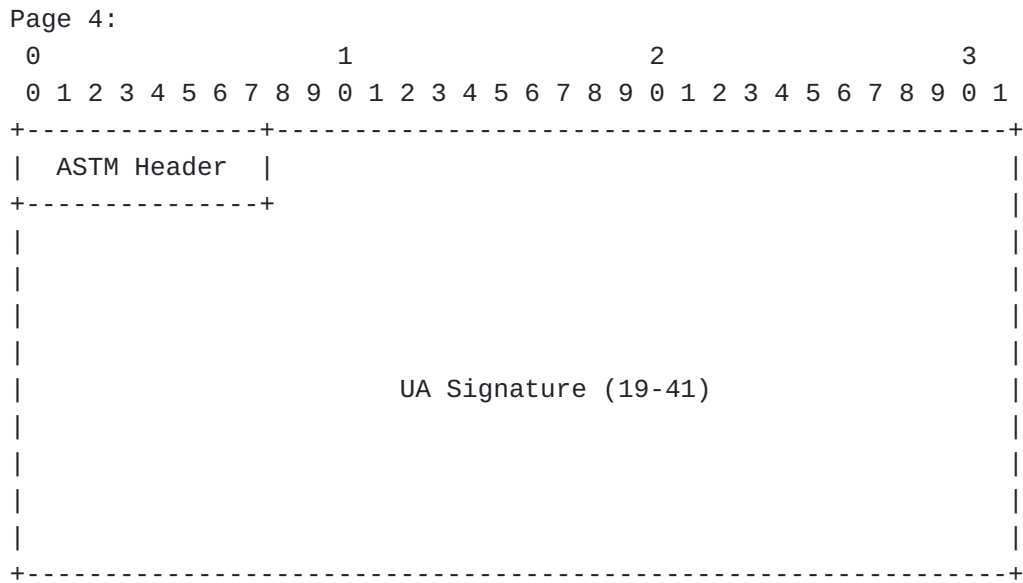 Page 4:
 0                   1                   2                   3
 0 1 2 3 4 5 6 7 8 9 0 1 2 3 4 5 6 7 8 9 0 1 2 3 4 5 6 7 8 9 0 1
+---------------+-----------------------------------------------+
|  ASTM Header  |                                               |
+---------------+                                               |
|                                                               |
|                                                               |
|                                                               |
|                                                               |
|                        UA Signature (19-41)                   |
|                                                               |
|                                                               |
|                                                               |
|                                                               |
+---------------------------------------------------------------+